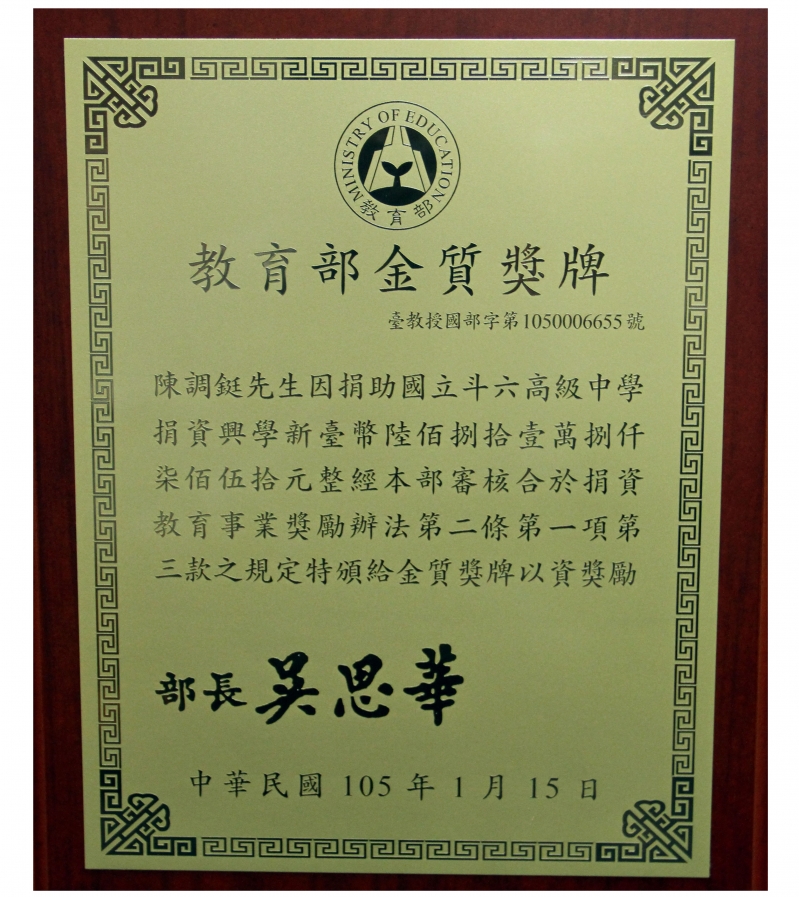 MINISTRY OF EDUCATION
教育部
教育部金質獎牌
臺教授國部字第1050006655號
陳調鋌先生因捐助國立斗六高級中學
捐資興學新臺幣陸佰捌拾壹萬捌仟
柒佰伍拾元整經本部審核合於捐資
教育事業獎勵辦法第二條第一項第
三款之規定特頒給金質獎牌以資獎勵
部長 吳思華
中華民國 105 年 1 月 15 日